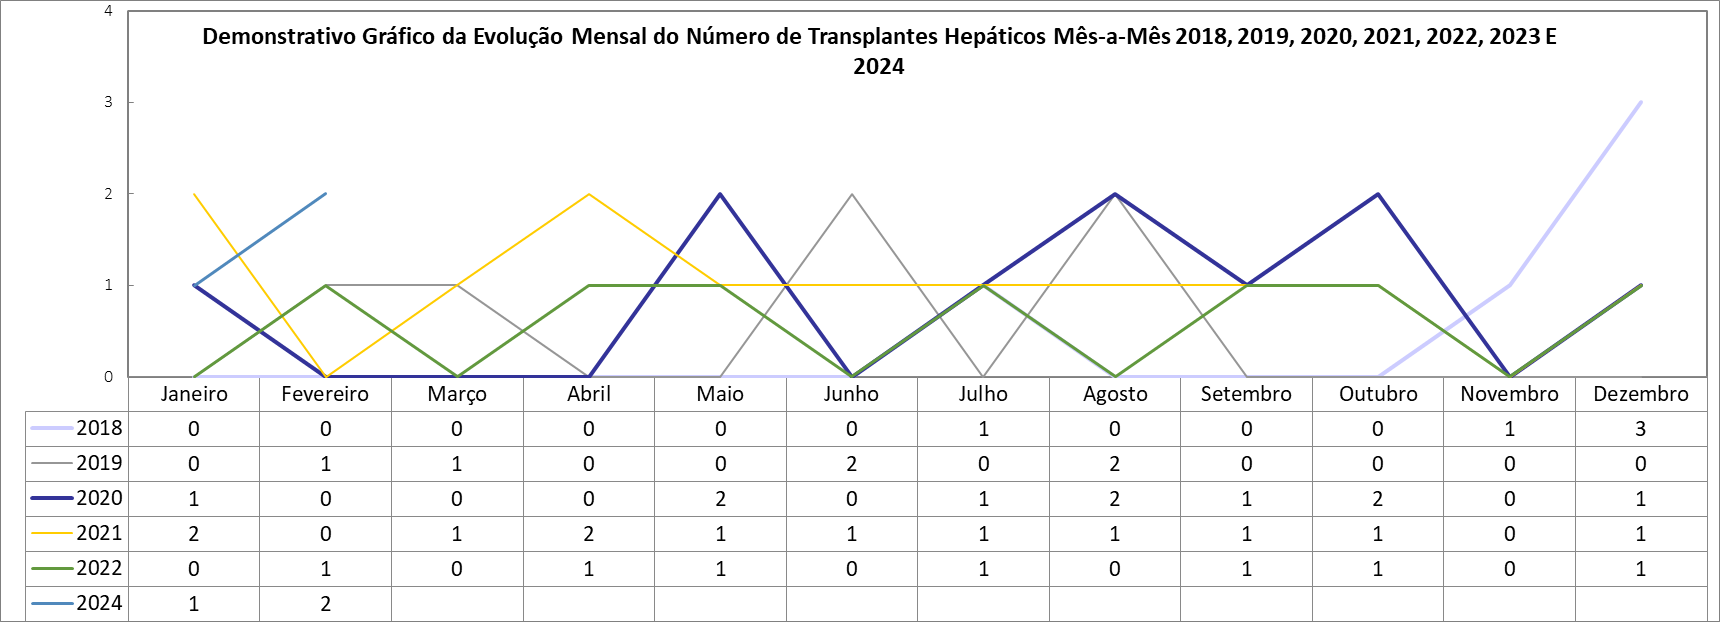 Demonstrativo Gráfico da Evolução Mensal do Número de Transplantes Hepáticos Mês-a-Mês 2018, 2019, 2020, 2021, 2022, 2023 E
2024
4
3
2
1
0
Janeiro Fevereiro Março Abril Maio Junho Julho Agosto Setembro Outubro Novembro Dezembro
2018 0 0 0 0 0 0 1 0 0 0 1 3
2019 0 1 1 0 0 2 0 2 0 0 0 0
2020 1 0 0 0 2 0 1 2 1 2 0 1
2021 2 0 1 2 1 1 1 1 1 1 0 1
2022 0 1 0 1 1 0 1 0 1 1 0 1
2024 1 2